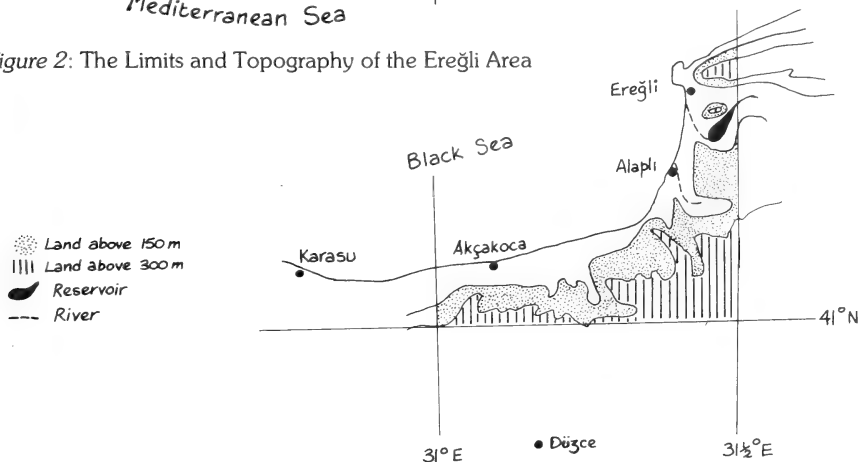 Mediterranean Sea
igure 2: The Limits and Topography of the Ereğli Area
Ereğli
Black Sea
Alaplı
Land above 150 m
Land above 300 m
Reservoir
River
Karasu
Akçakoca
41°N
Düzce
31°E
31½°E